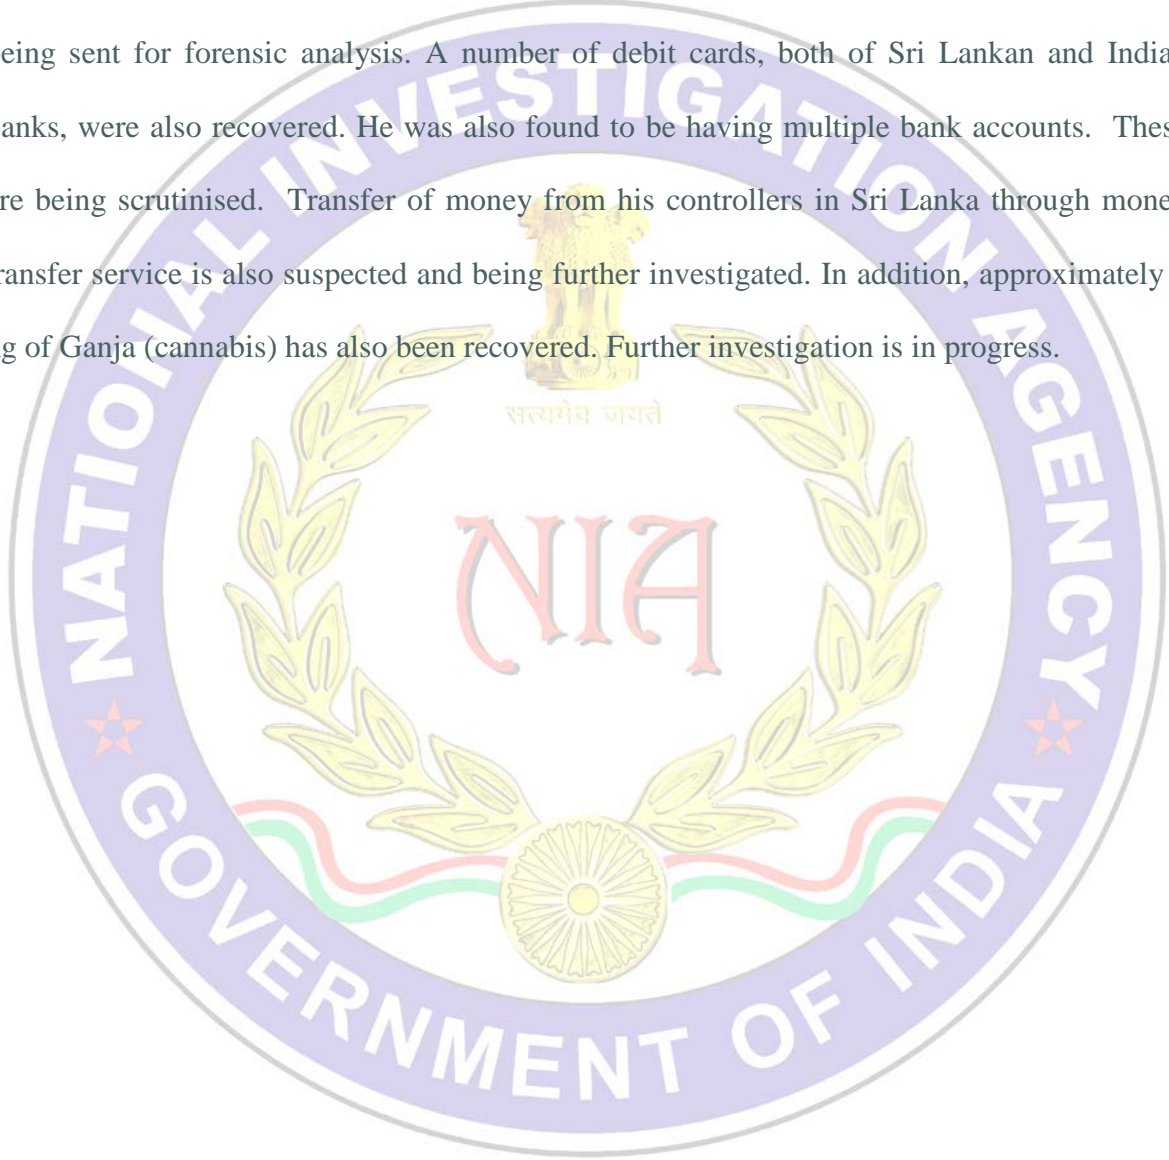 eing sent for forensic analysis. A number of debit cards, both of Sri Lankan and India
anks, were also recovered. He was also found to be having multiple bank accounts. Thes
re being scrutinised. Transfer of money from his controllers in Sri Lanka through mone
ransfer service is also suspected and being further investigated. In addition, approximately
g of Ganja (cannabis) has also been recovered. Further investigation is in progress.
NATIONAL INVESTIGATION AGENCY
सत्यमेव जयते
NIA
GOVERNMENT OF INDIA